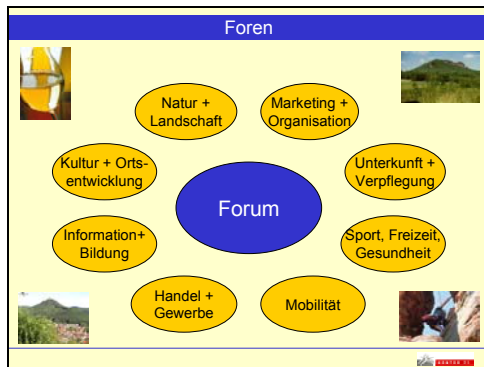 Foren
Natur +
Landschaft
Marketing +
Organisation
Kultur + Orts-
entwicklung
Unterkunft +
Verpflegung
Forum
Information+
Bildung
Sport, Freizeit,
Gesundheit
Handel +
Gewerbe
Mobilität